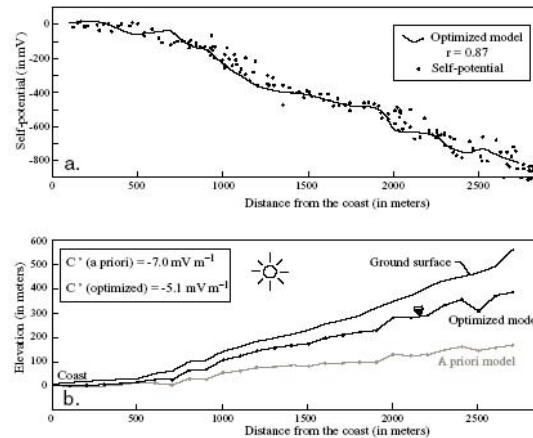 0
-200
-400
-600
-800
Self-potential (in mV)
Optimized model
r = 0.87
Self-potential
a.
0
500
1000
1500
2000
2500
Distance from the coast (in meters)
600
500
400
300
200
100
0
Elevation (in meters)
C' (a priori) = -7.0 mV m⁻¹
C' (optimized) = -5.1 mV m⁻¹
Ground surface
Optimized mode
A priori model
Coast
b.
0
500
1000
1500
2000
2500
Distance from the coast (in meters)